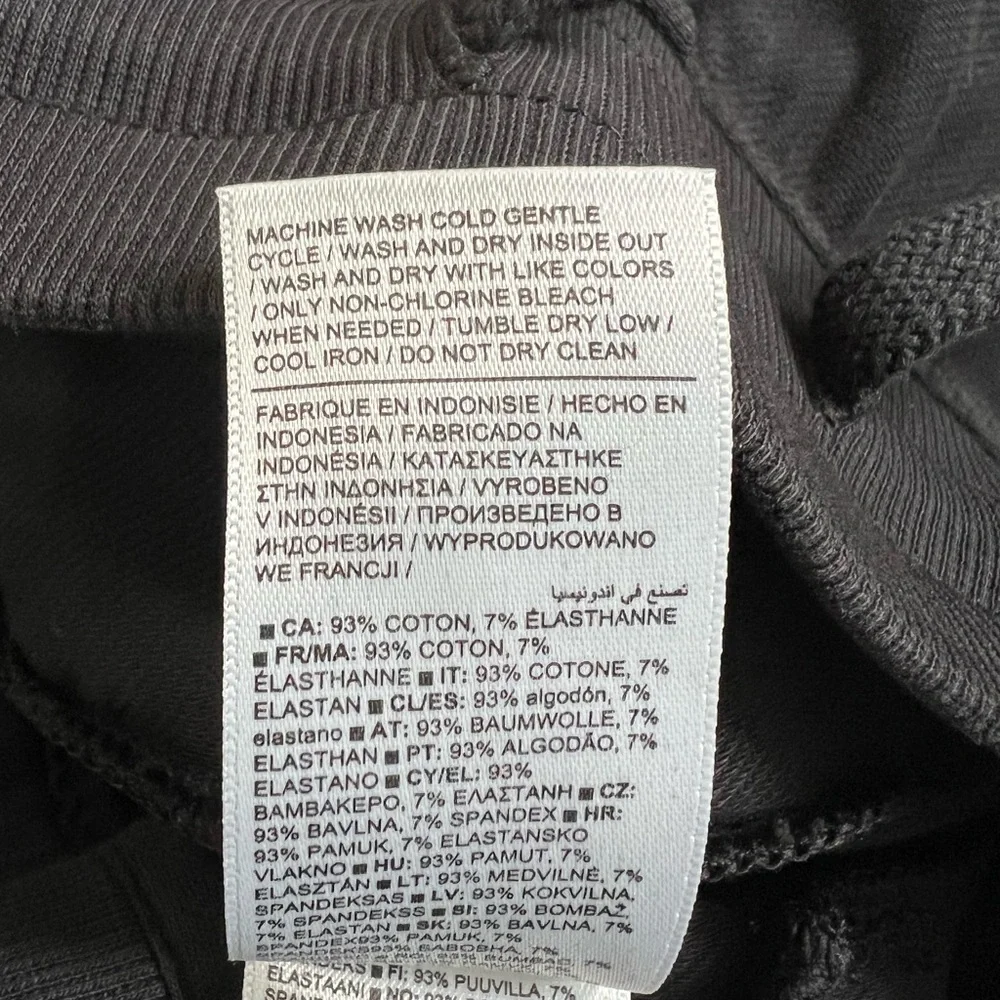 MACHINE WASH COLD GENTLE
CYCLE / WASH AND DRY INSIDE OUT
/ WASH AND DRY WITH LIKE COLORS
/ ONLY NON-CHLORINE BLEACH
WHEN NEEDED / TUMBLE DRY LOW /
COOL IRON / DO NOT DRY CLEAN
FABRIQUE EN INDONISIE / HECHO EN
INDONESIA / FABRICADO NA
INDONÉSIA / ΚΑΤΑΣΚΕΥΑΣΤΗΚΕ
ΣΤΗΝ ΙΝΔΟΝΗΣΙΑ / VYROBENO
V INDONÉSII / ПРОИЗВЕДЕНО В
ИНДОНЕЗИЯ / WYPRODUKOWANO
WE FRANCJI /
تصنع في اندونيسيا
■ CA: 93% COTON, 7% ÉLASTHANNE
■ FR/MA: 93% COTON, 7%
ÉLASTHANNE ■ IT: 93% COTONE, 7%
ELASTAN ■ CL/ES: 93% algodón, 7%
elastano ■ AT: 93% BAUMWOLLE, 7%
ELASTHAN ■ PT: 93% ALGODÃO, 7%
ELASTANO ■ CY/EL: 93%
ΒΑΜΒΑΚΕΡΟ, 7% ΕΛΑΣΤΑΝΗ ■ CZ:
93% BAVLNA, 7% SPANDEX ■ HR:
93% PAMUK, 7% ELASTANSKO
VLAKNO ■ HU: 93% PAMUT, 7%
ELASZTÁN ■ LT: 93% MEDVILNĖ, 7%
SPANDEKSAS ■ LV: 93% KOKVILNA,
7% SPANDEKSS ■ SI: 93% BOMBAŽ,
7% ELASTAN ■ SK: 93% BAVLNA, 7%
SPANDEX93% PAMUK, 7%
■ FI: 93% PUUVILLA, 7%
ELASTAANI ■ NO: 93%